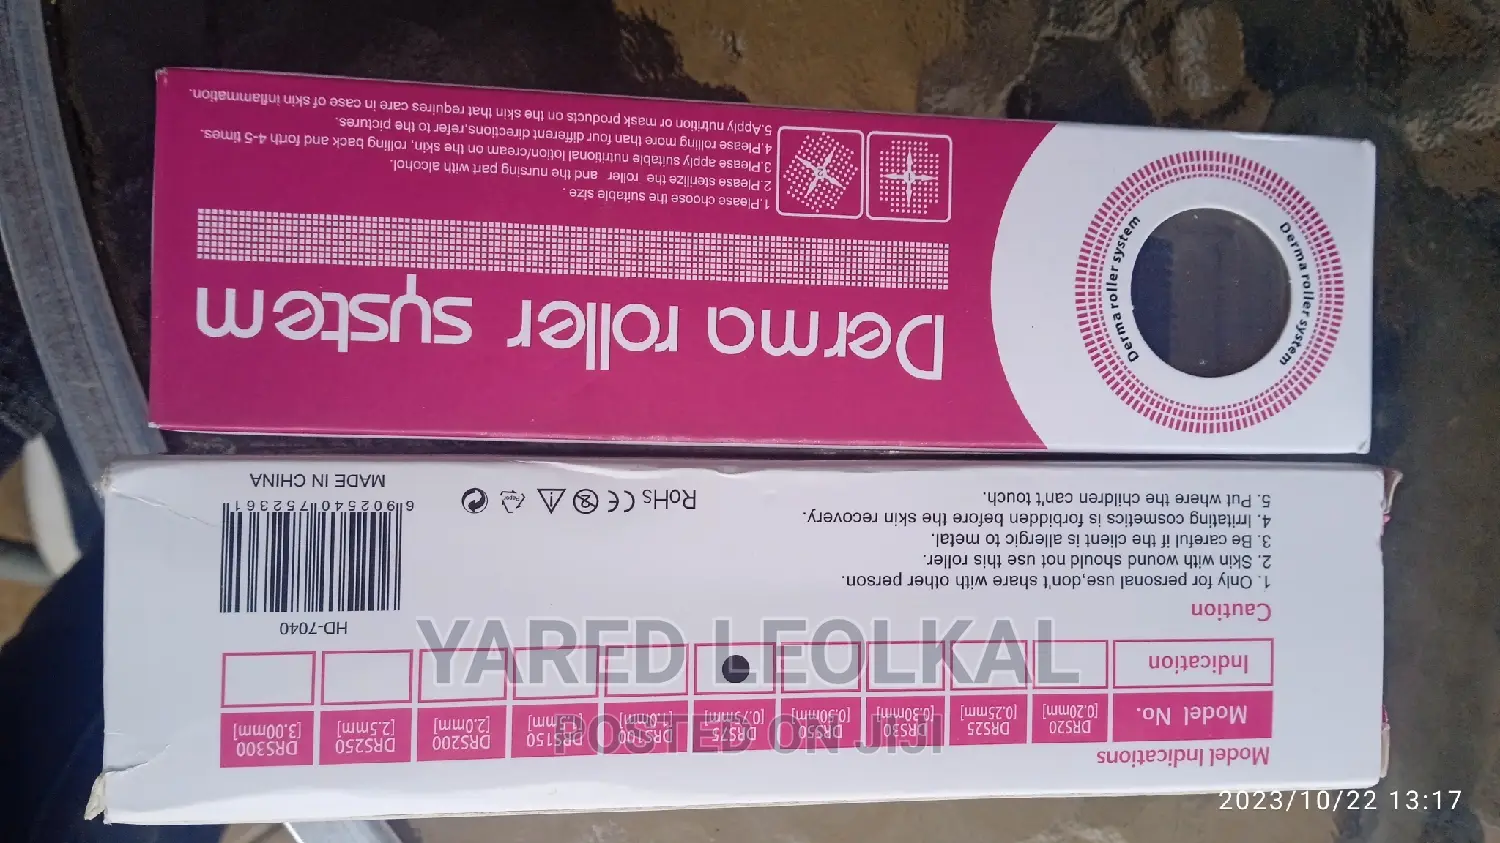 Derma roller system
Derma roller system
Derma roller system
1.Please choose the suitable size .
2 Please sterilize the roller and the nursing part with alcohol.
3 Please apply suitable nutritional lotion/cream on the skin, rolling back and forth 4-5 times.
4.Please rolling more than four different directions,refer to the pictures.
5.Apply nutrition or mask products on the skin that requires care in case of skin inflammation.
Model Indications
Model No. DRS20 [0.20mm] DRS25 [0.25mm] DRS30 [0.30mm] DRS50 [0.50mm] DRS75 [0.75mm] DRS100 [1.0mm] DRS150 [1.5mm] DRS200 [2.0mm] DRS250 [2.5mm] DRS300 [3.00mm]
Indication
Caution
1. Only for personal use,don't share with other person.
2. Skin with wound should not use this roller.
3. Be careful if the client is allergic to metal.
4. Irritating cosmetics is forbidden before the skin recovery.
5. Put where the children can't touch.
RoHS CE
HD-7040
6 902540 752361
MADE IN CHINA
YARED LEOLKAL
POSTED ON JIJI
2023/10/22 13:17